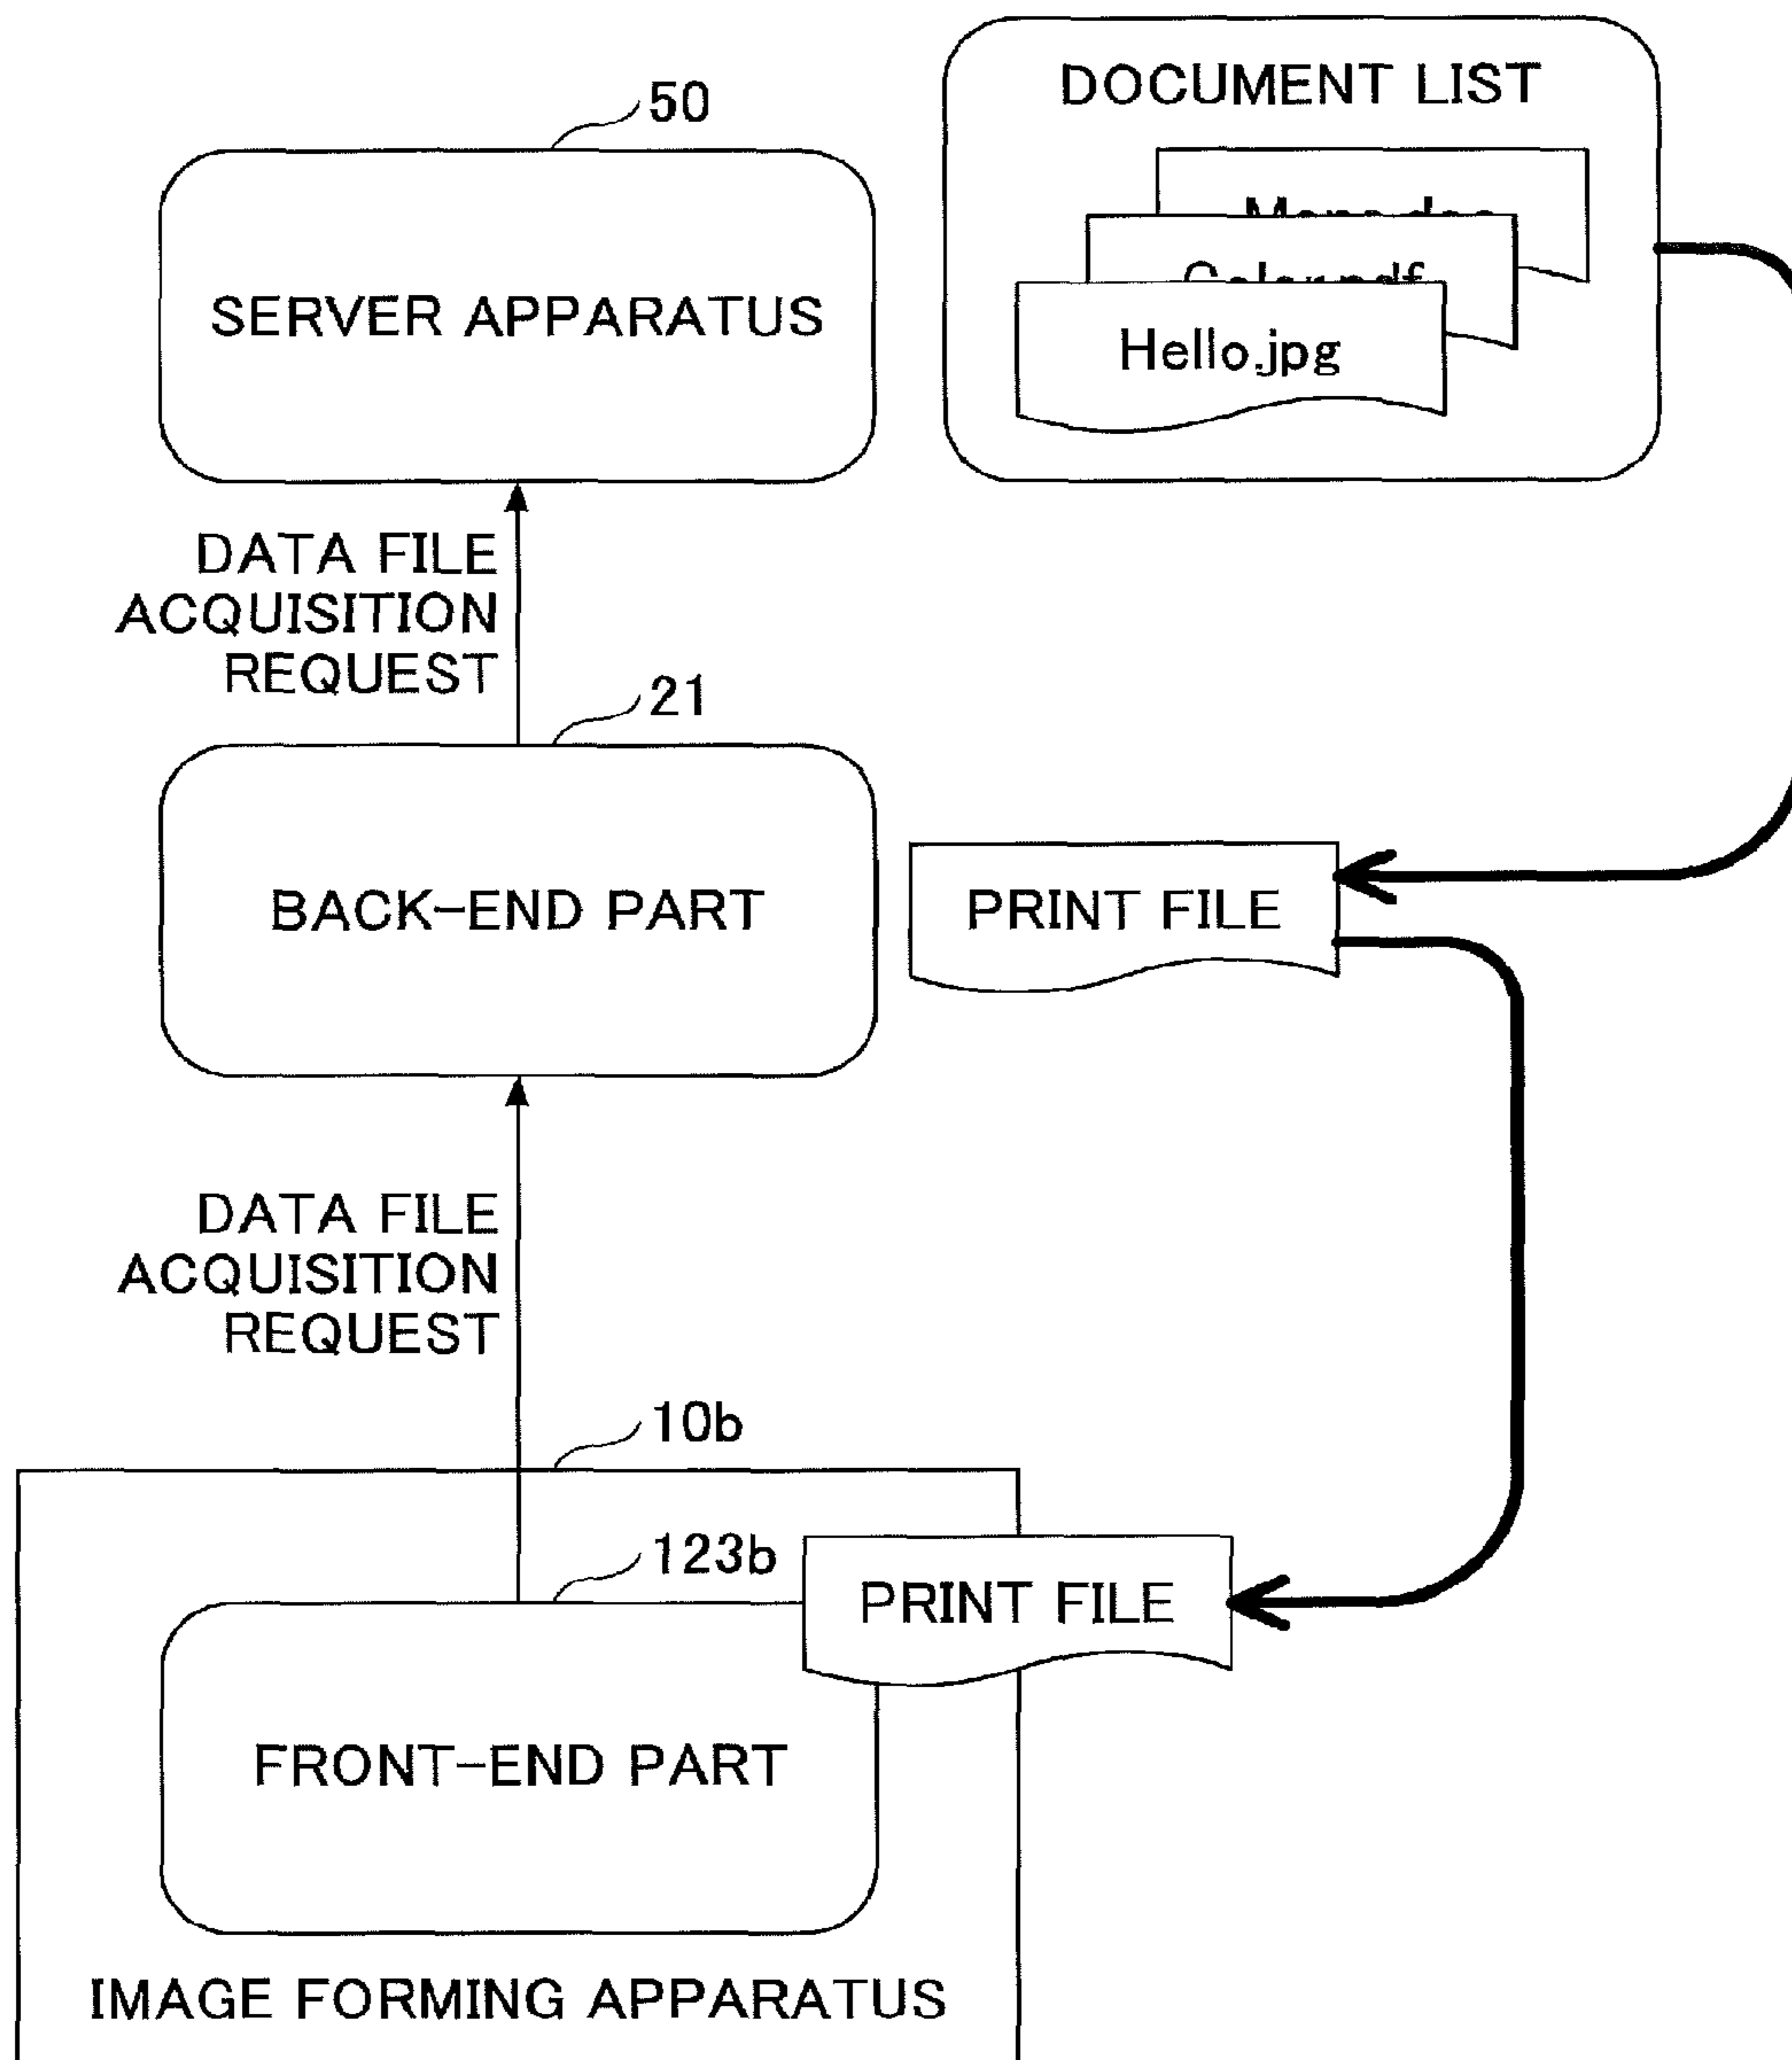 50
DOCUMENT LIST
SERVER APPARATUS
Hello.jpg
DATA FILE
ACQUISITION
REQUEST
21
BACK-END PART
PRINT FILE
DATA FILE
ACQUISITION
REQUEST
10b
123b
PRINT FILE
FRONT-END PART
IMAGE FORMING APPARATUS